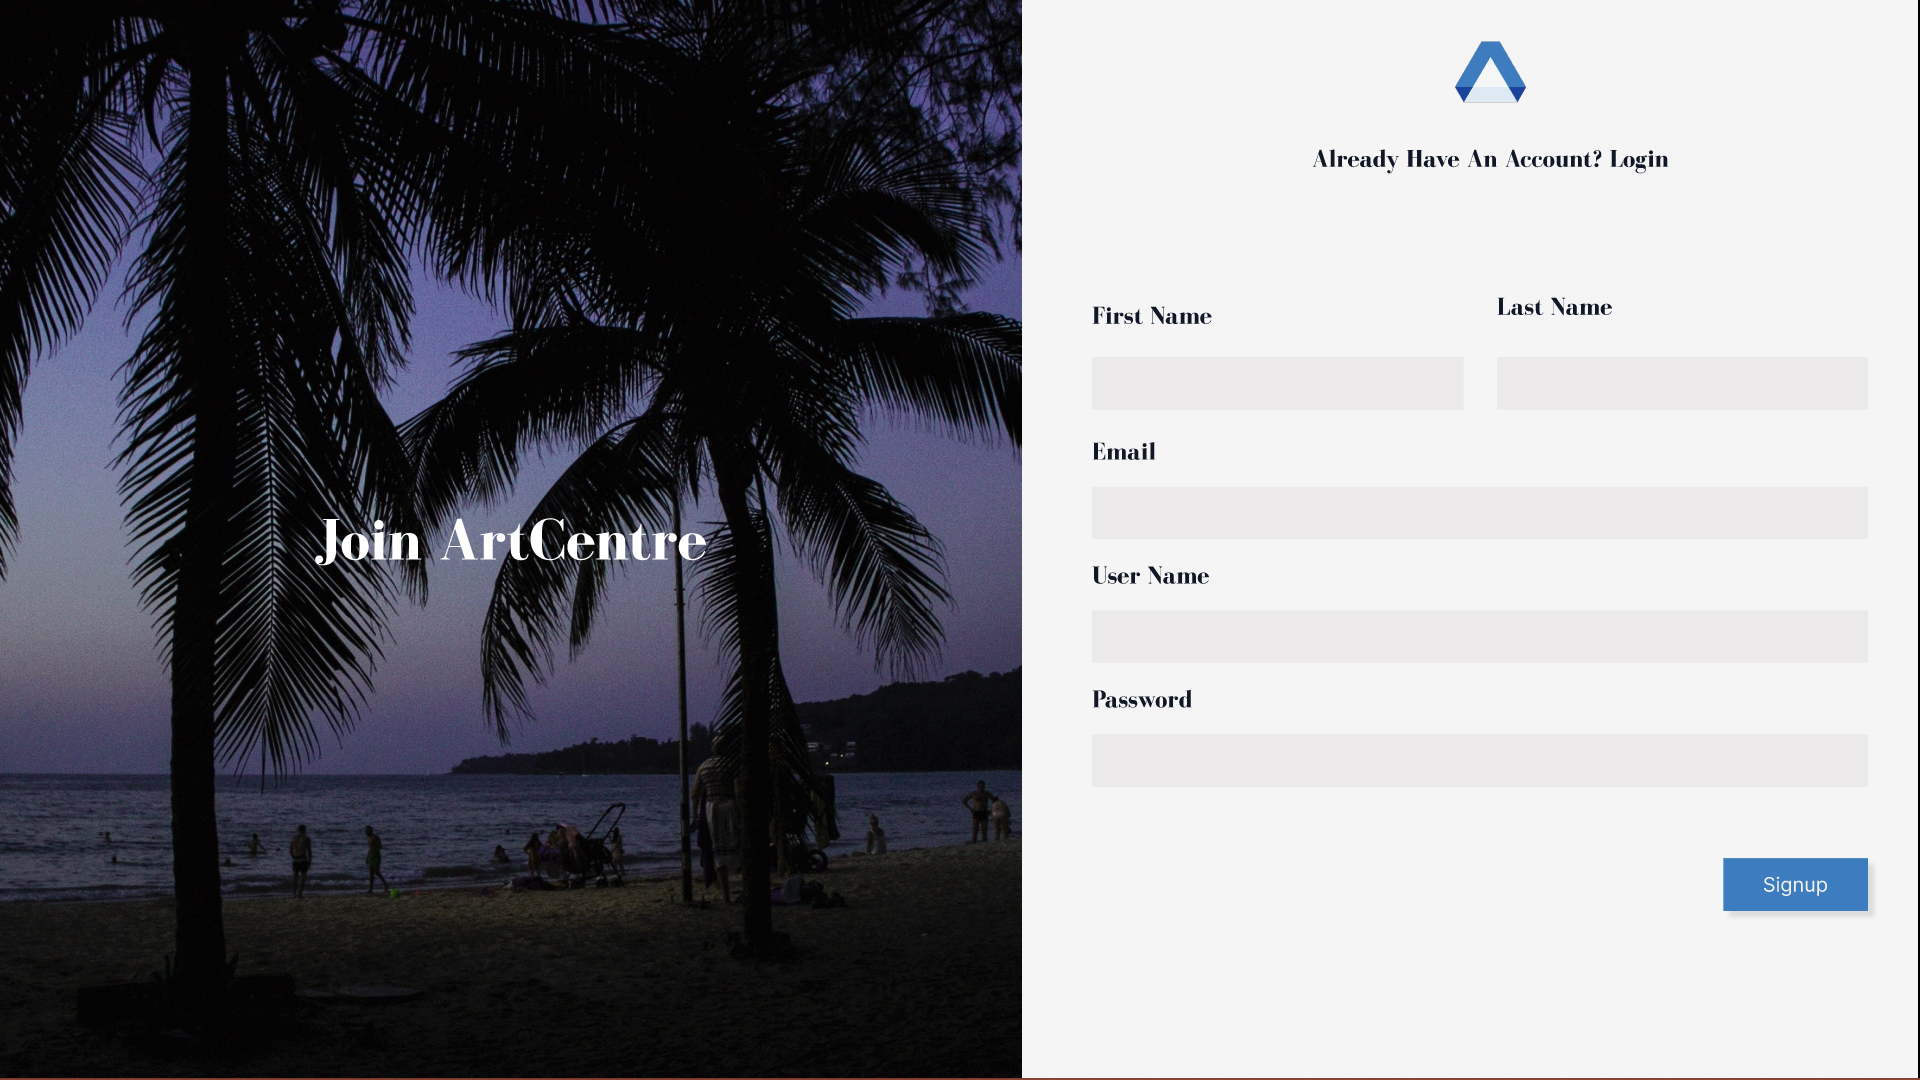 Join ArtCentre
Already Have An Account? Login
First Name
Last Name
Email
User Name
Password
Signup